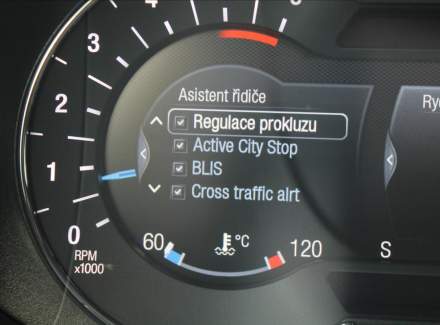 4
3
2
1
0
RPM
x1000
Asistent řidiče
Regulace prokluzu
Active City Stop
BLIS
Cross traffic alrt
60
°C
120
S